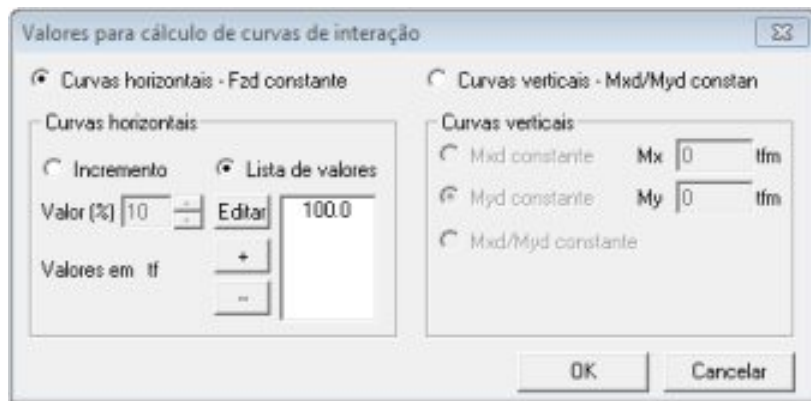 Valores para cálculo de curvas de interação
Curvas horizontais - Fzd constante
Curvas verticais - Mxd/Myd constan
Curvas horizontais
Incremento
Lista de valores
Valor (%) 10
Editar
100.0
+
--
Valores em tf
Curvas verticais
Mxd constante
Mx 0 tfm
Myd constante
My 0 tfm
Mxd/Myd constante
OK
Cancelar